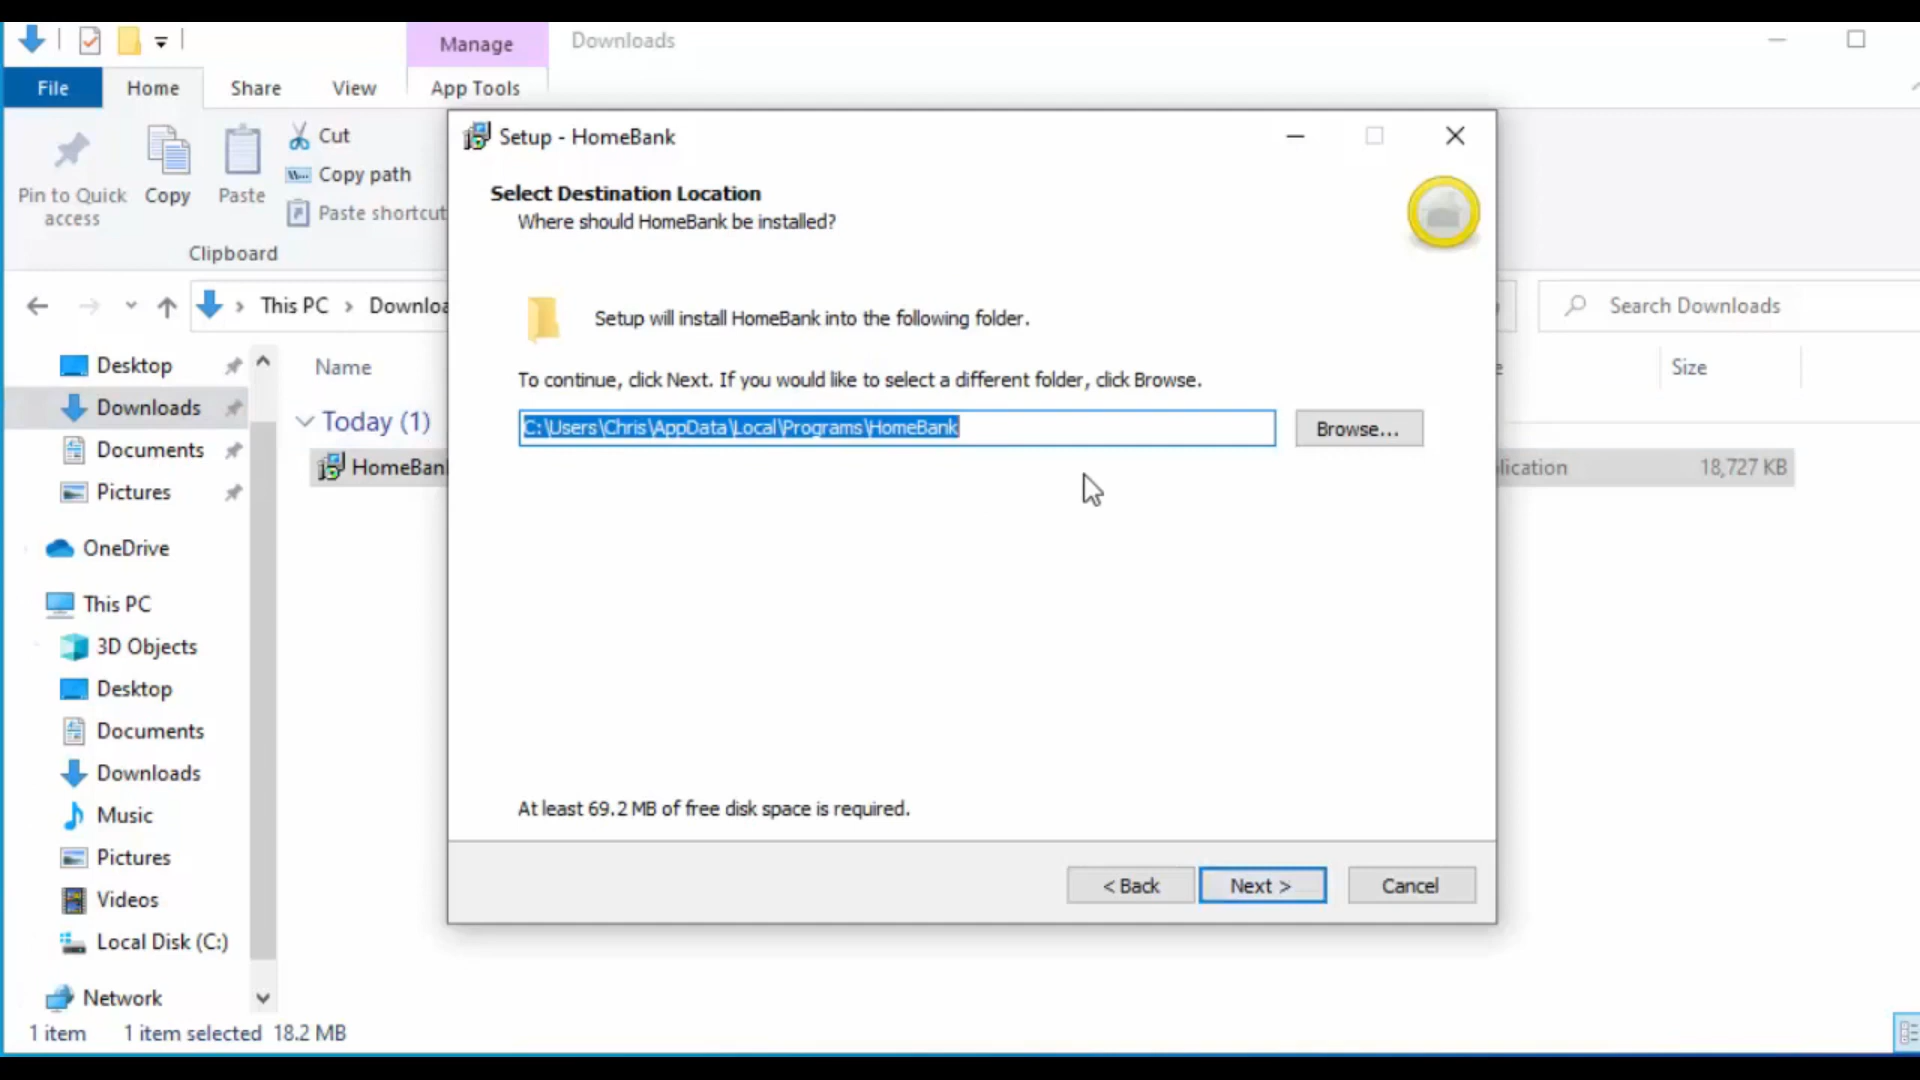 Manage
Downloads
File
Home
Share
View
App Tools
Pin to Quick
access
Copy
Paste
Cut
Copy path
Paste shortcut
Clipboard
This PC
Search Downloads
Desktop
Downloads
Documents
Pictures
OneDrive
This PC
3D Objects
Desktop
Documents
Downloads
Music
Pictures
Videos
Local Disk (C:)
Network
Name
Size
Today (1)
18,727 KB
Setup - HomeBank
Select Destination Location
Where should HomeBank be installed?
Setup will install HomeBank into the following folder.
To continue, click Next. If you would like to select a different folder, click Browse.
C:\Users\Chris\AppData\Local\Programs\HomeBank
Browse...
At least 69.2 MB of free disk space is required.
< Back
Next >
Cancel
1 item
1 item selected 18.2 MB